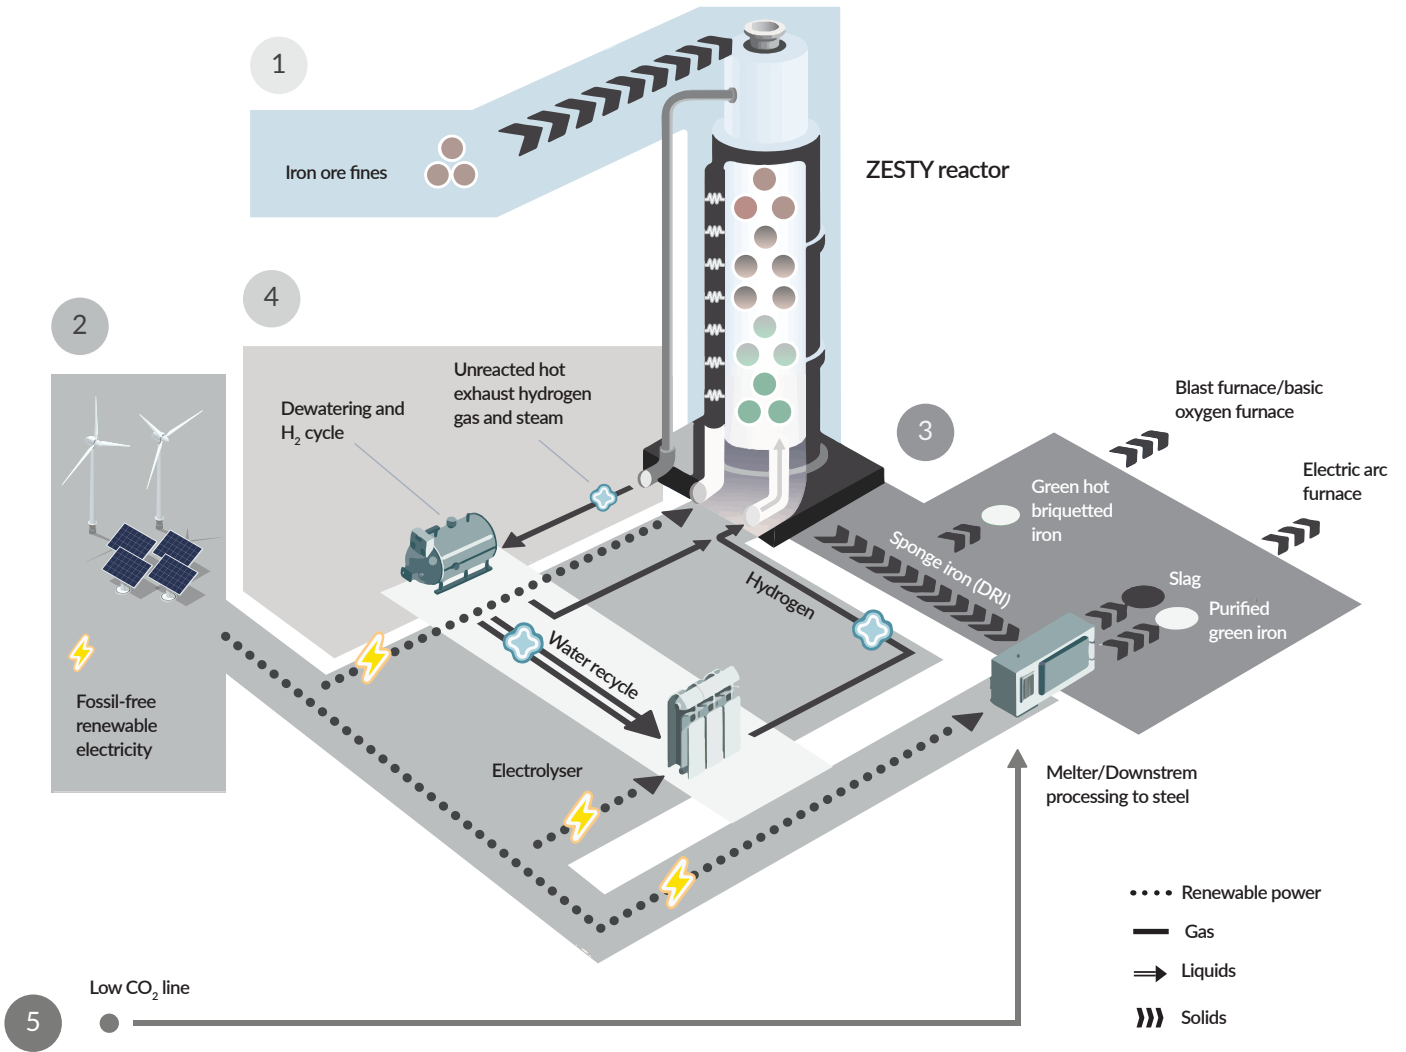 1
Iron ore fines
ZESTY reactor
2
Fossil-free
renewable
electricity
4
Dewatering and
H2 cycle
Unreacted hot
exhaust hydrogen
gas and steam
3
Blast furnace/basic
oxygen furnace
Electric arc
furnace
Green hot
briquetted
iron
Sponge iron (DRI)
Slag
Purified
green iron
Hydrogen
Water recycle
Electrolyser
Melter/Downstrem
processing to steel
Renewable power
Gas
Liquids
Solids
5
Low CO2 line